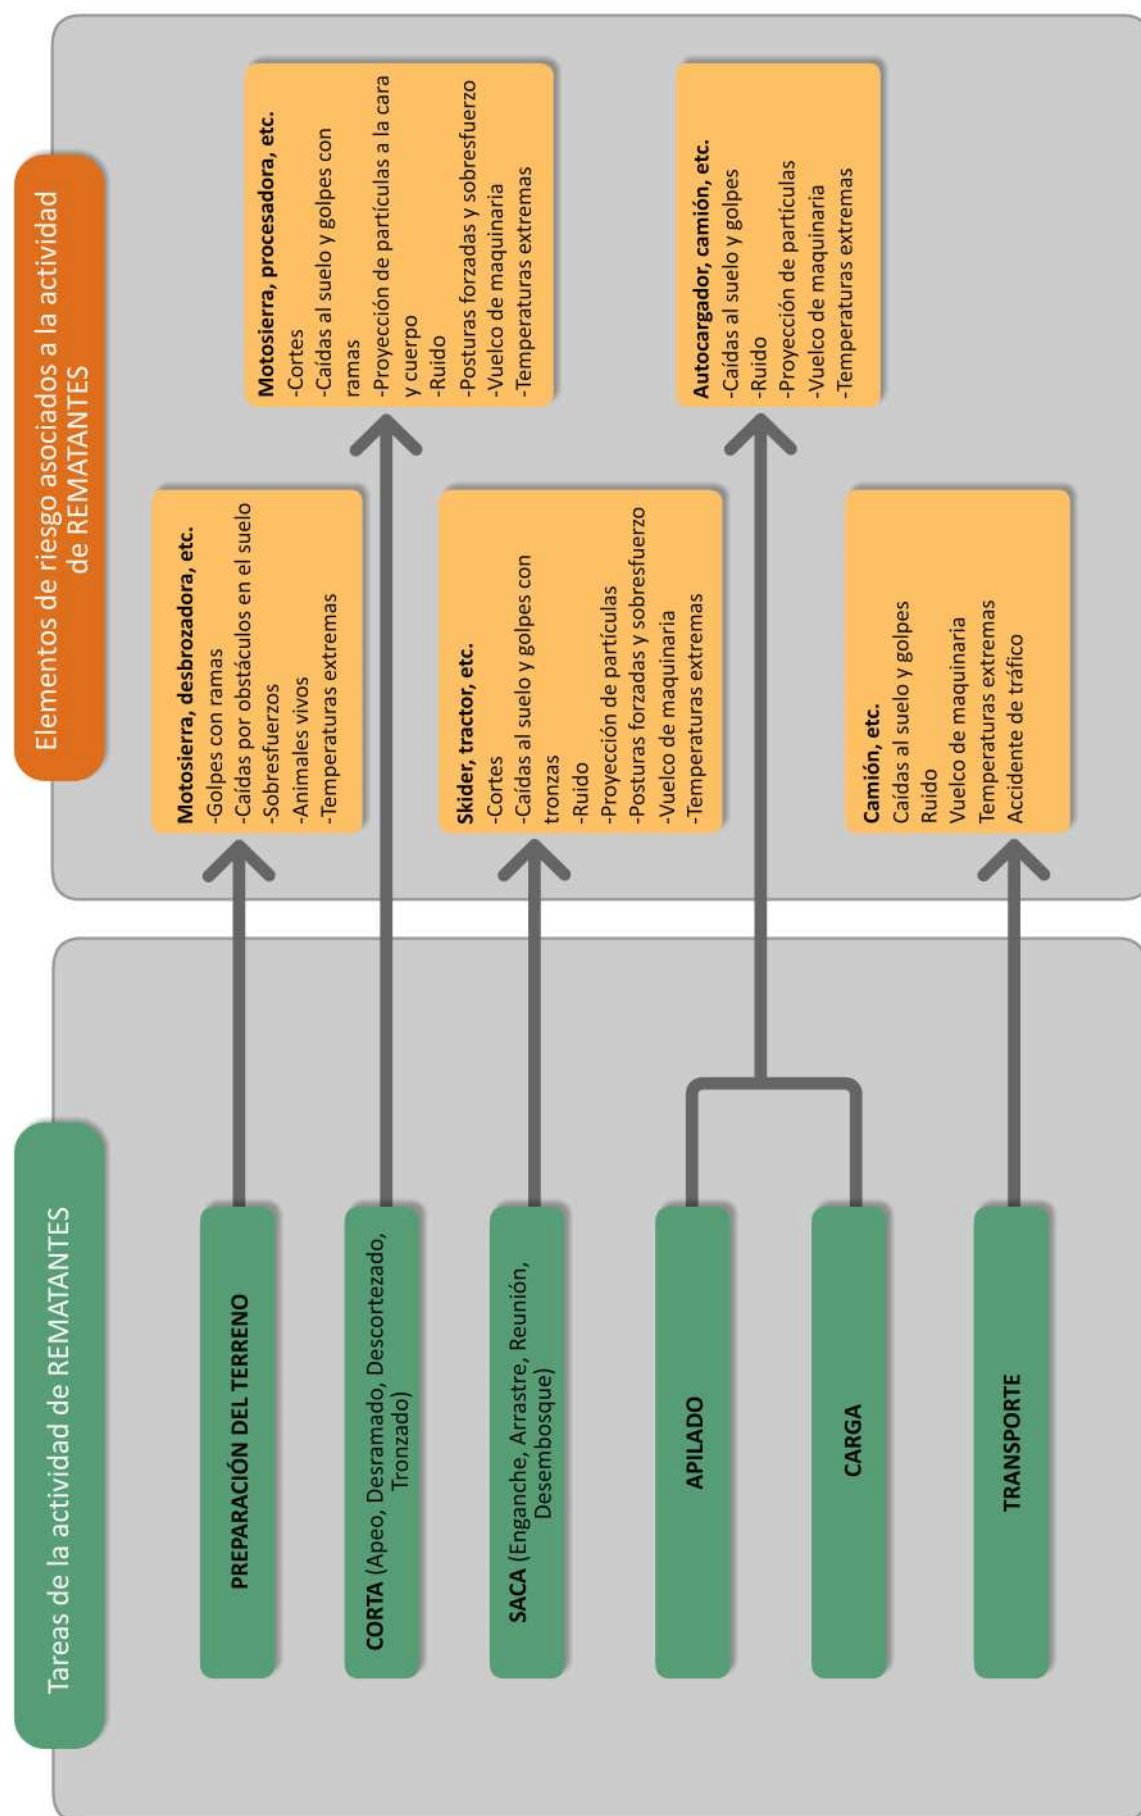 Tareas de la actividad de REMATANTES
PREPARACIÓN DEL TERRENO
CORTA (Apeo, Desramado, Descortezado,
Tronzado)
SACA (Enganche, Arrastre, Reunión,
Desembosque)
APILADO
CARGA
TRANSPORTE
Elementos de riesgo asociados a la actividad
de REMATANTES
Motosierra, desbrozadora, etc.
-Golpes con ramas
-Caídas por obstáculos en el suelo
-Sobresfuerzos
-Animales vivos
-Temperaturas extremas
Motosierra, procesadora, etc.
-Cortes
-Caídas al suelo y golpes con
ramas
-Proyección de partículas a la cara
y cuerpo
-Ruido
-Posturas forzadas y sobresfuerzo
-Vuelco de maquinaria
-Temperaturas extremas
Skider, tractor, etc.
-Cortes
-Caídas al suelo y golpes con
tronzas
-Ruido
-Proyección de partículas
-Posturas forzadas y sobresfuerzo
-Vuelco de maquinaria
-Temperaturas extremas
Autocargador, camión, etc.
-Caídas al suelo y golpes
-Ruido
-Proyección de partículas
-Vuelco de maquinaria
-Temperaturas extremas
Camión, etc.
Caídas al suelo y golpes
Ruido
Vuelco de maquinaria
Temperaturas extremas
Accidente de tráfico